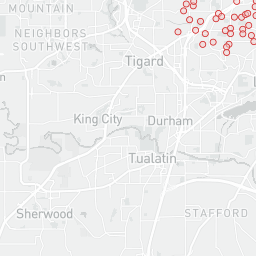 MOUNTAIN
NEIGHBORS
SOUTHWEST
Tigard
King City
Durham
Tualatin
Sherwood
STAFFORD